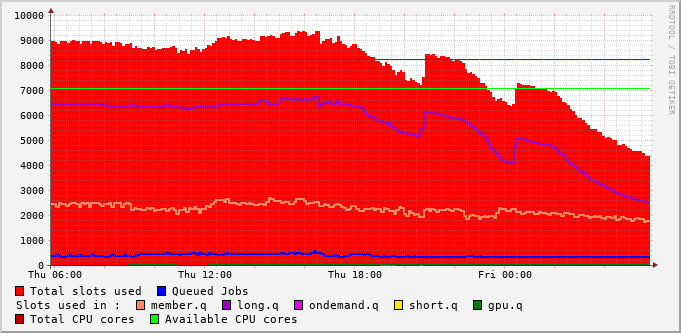 10000
9000
8000
7000
6000
5000
4000
3000
2000
1000
0
Thu 06:00 Thu 12:00 Thu 18:00 Fri 00:00
RRDTOOL / TOBI OETIKER
Total slots used Queued Jobs
Slots used in : member.q long.q ondemand.q short.q gpu.q
Total CPU cores Available CPU cores